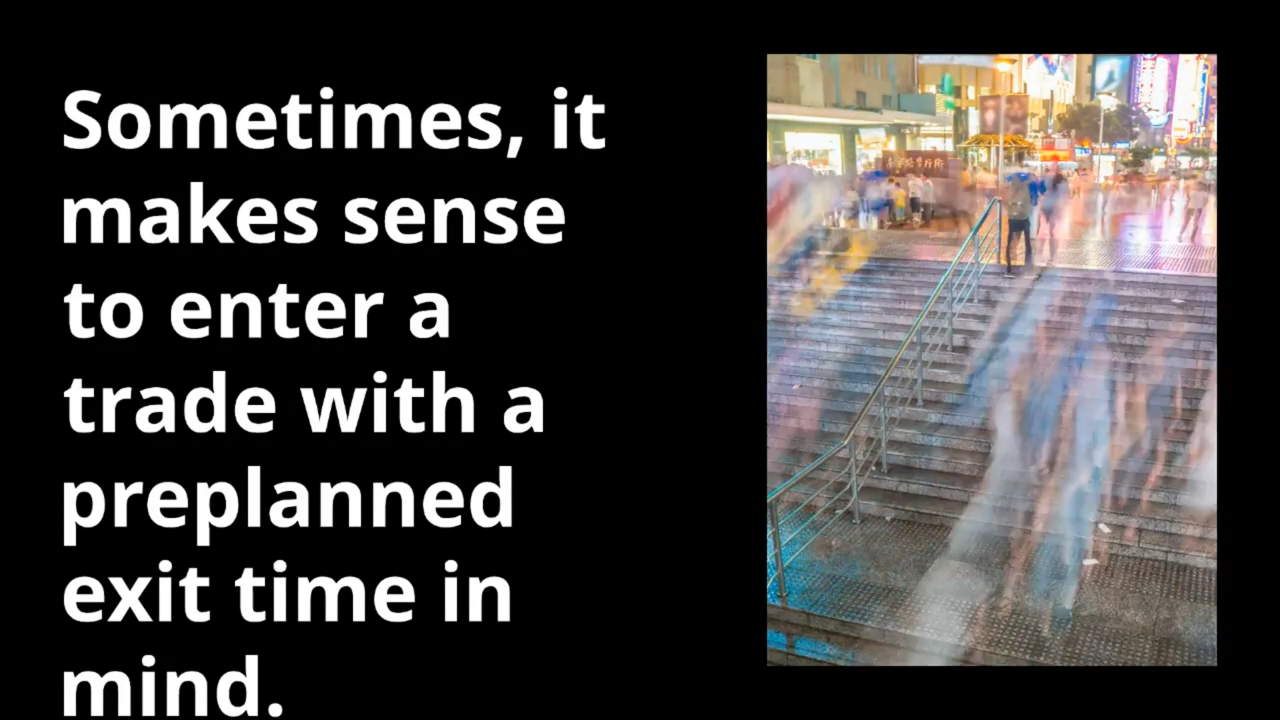 Sometimes, it
makes sense
to enter a
trade with a
preplanned
exit time in
mind.